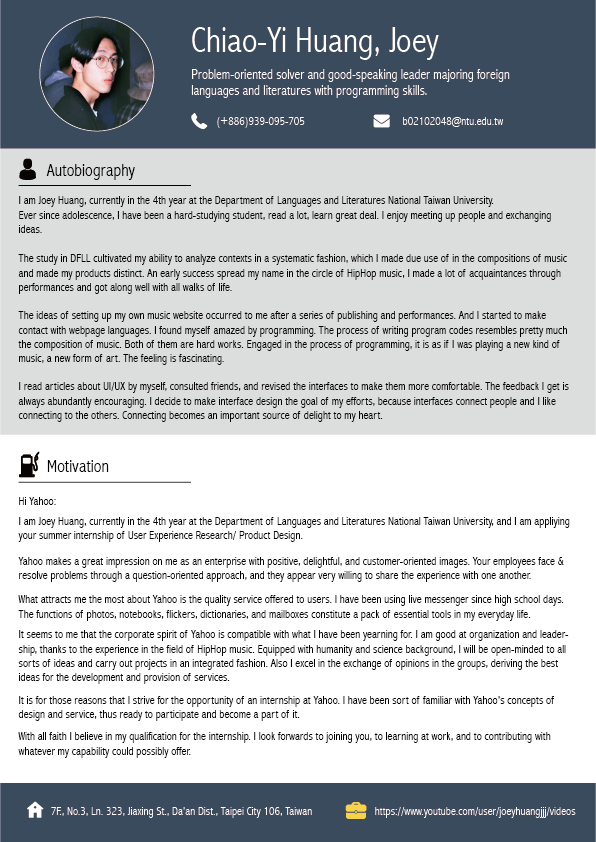 Chiao-Yi Huang, Joey
Problem-oriented solver and good-speaking leader majoring foreign
languages and literatures with programming skills.
(+886)939-095-705
b02102048@ntu.edu.tw
Autobiography
I am Joey Huang, currently in the 4th year at the Department of Languages and Literatures National Taiwan University.
Ever since adolescence, I have been a hard-studying student, read a lot, learn great deal. I enjoy meeting up people and exchanging
ideas.
The study in DFLL cultivated my ability to analyze contexts in a systematic fashion, which I made due use of in the compositions of music
and made my products distinct. An early success spread my name in the circle of HipHop music, I made a lot of acquaintances through
performances and got along well with all walks of life.
The ideas of setting up my own music website occurred to me after a series of publishing and performances. And I started to make
contact with webpage languages. I found myself amazed by programming. The process of writing program codes resembles pretty much
the composition of music. Both of them are hard works. Engaged in the process of programming, it is as if I was playing a new kind of
music, a new form of art. The feeling is fascinating.
I read articles about UI/UX by myself, consulted friends, and revised the interfaces to make them more comfortable. The feedback I get is
always abundantly encouraging. I decide to make interface design the goal of my efforts, because interfaces connect people and I like
connecting to the others. Connecting becomes an important source of delight to my heart.
Motivation
Hi Yahoo:
I am Joey Huang, currently in the 4th year at the Department of Languages and Literatures National Taiwan University, and I am appliying
your summer internship of User Experience Research/ Product Design.
Yahoo makes a great impression on me as an enterprise with positive, delightful, and customer-oriented images. Your employees face &
resolve problems through a question-oriented approach, and they appear very willing to share the experience with one another.
What attracts me the most about Yahoo is the quality service offered to users. I have been using live messenger since high school days.
The functions of photos, notebooks, flickers, dictionaries, and mailboxes constitute a pack of essential tools in my everyday life.
It seems to me that the corporate spirit of Yahoo is compatible with what I have been yearning for. I am good at organization and leader-
ship, thanks to the experience in the field of HipHop music. Equipped with humanity and science background, I will be open-minded to all
sorts of ideas and carry out projects in an integrated fashion. Also I excel in the exchange of opinions in the groups, deriving the best
ideas for the development and provision of services.
It is for those reasons that I strive for the opportunity of an internship at Yahoo. I have been sort of familiar with Yahoo's concepts of
design and service, thus ready to participate and become a part of it.
With all faith I believe in my qualification for the internship. I look forwards to joining you, to learning at work, and to contributing with
whatever my capability could possibly offer.
7F., No.3, Ln. 323, Jiaxing St., Da'an Dist., Taipei City 106, Taiwan
https://www.youtube.com/user/joeyhuangjjj/videos